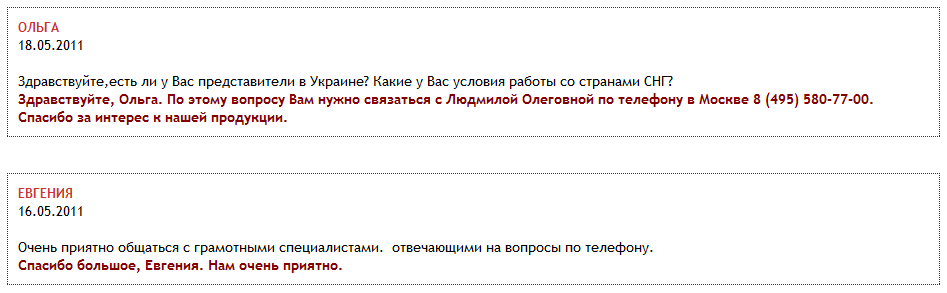 ОЛЬГА
18.05.2011
Здравствуйте,есть ли у Вас представители в Украине? Какие у Вас условия работы со странами СНГ?
Здравствуйте, Ольга. По этому вопросу Вам нужно связаться с Людмилой Олеговной по телефону в Москве 8 (495) 580-77-00.
Спасибо за интерес к нашей продукции.
ЕВГЕНИЯ
16.05.2011
Очень приятно общаться с грамотными специалистами.  отвечающими на вопросы по телефону.
Спасибо большое, Евгения. Нам очень приятно.